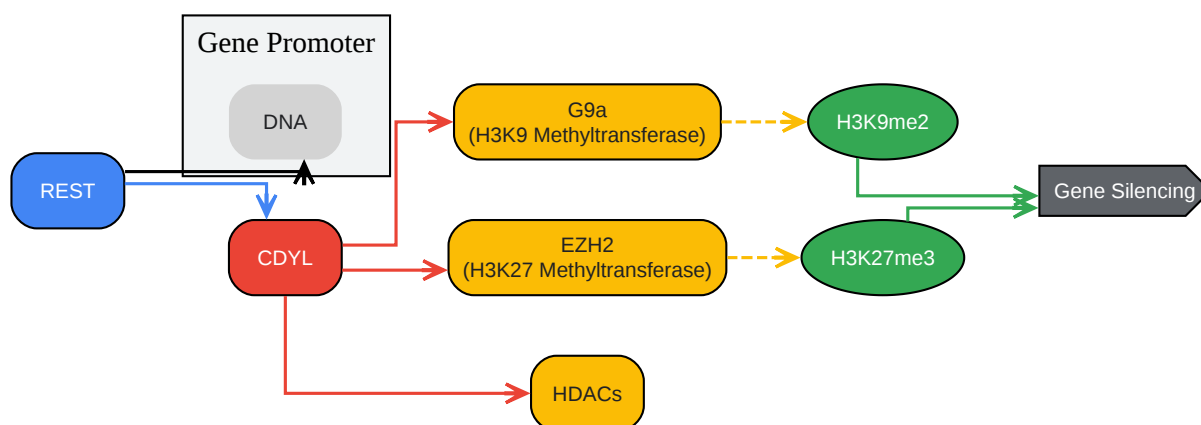 Gene Promoter
DNA
REST
CDYL
G9a
(H3K9 Methyltransferase)
EZH2
(H3K27 Methyltransferase)
HDACs
H3K9me2
H3K27me3
Gene Silencing